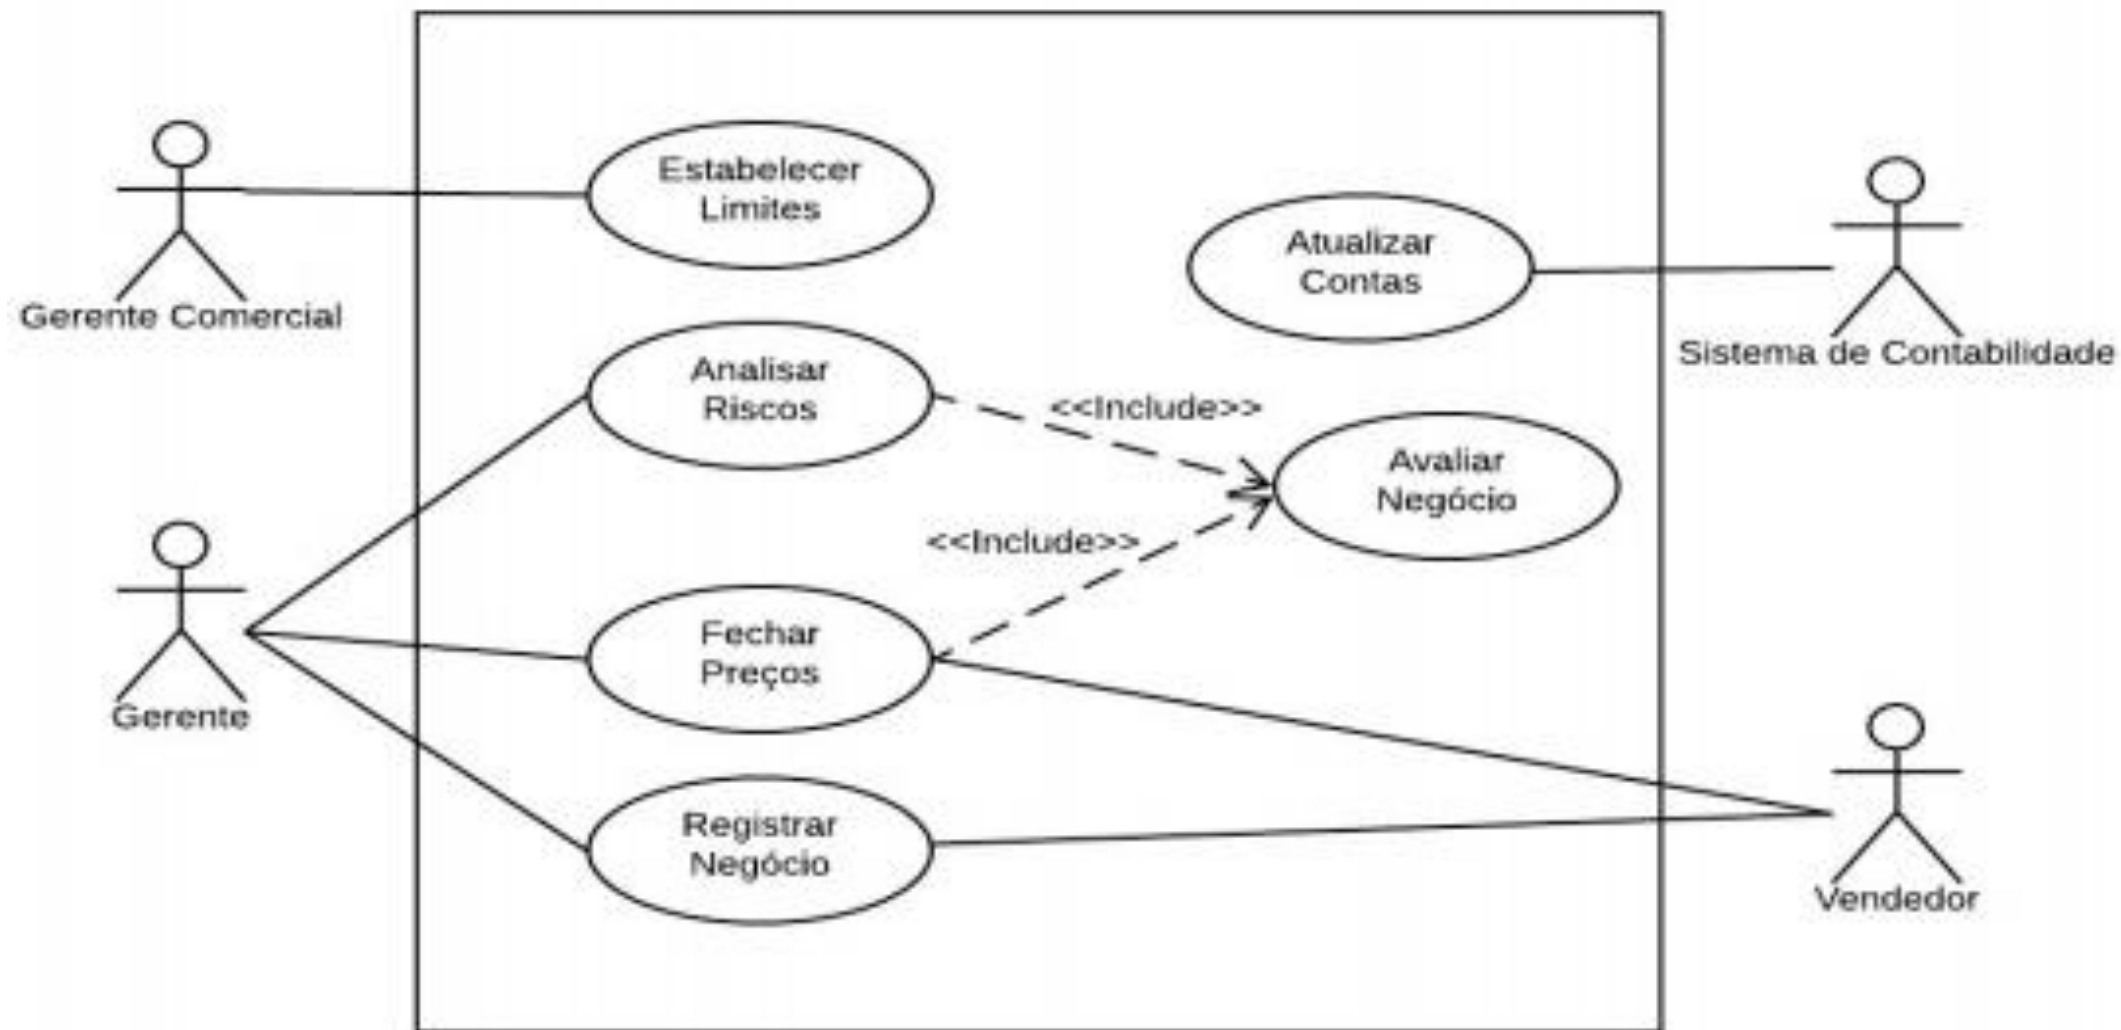 Estabelecer
Limites
Gerente Comercial
Atualizar
Contas
Sistema de Contabilidade
Analisar
Riscos
<<Include>>
Avaliar
Negócio
<<Include>>
Fechar
Preços
Gerente
Registrar
Negócio
Vendedor